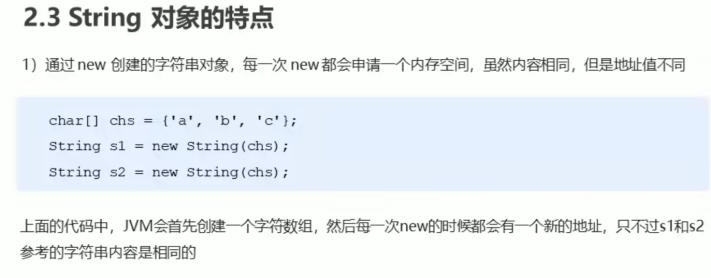 2.3 String 对象的特点
1）通过 new 创建的字符串对象，每一次 new 都会申请一个内存空间，虽然内容相同，但是地址值不同
char[] chs = {'a', 'b', 'c'};
String s1 = new String(chs);
String s2 = new String(chs);
上面的代码中，JVM会首先创建一个字符数组，然后每一次new的时候都会有一个新的地址，只不过s1和s2
参考的字符串内容是相同的